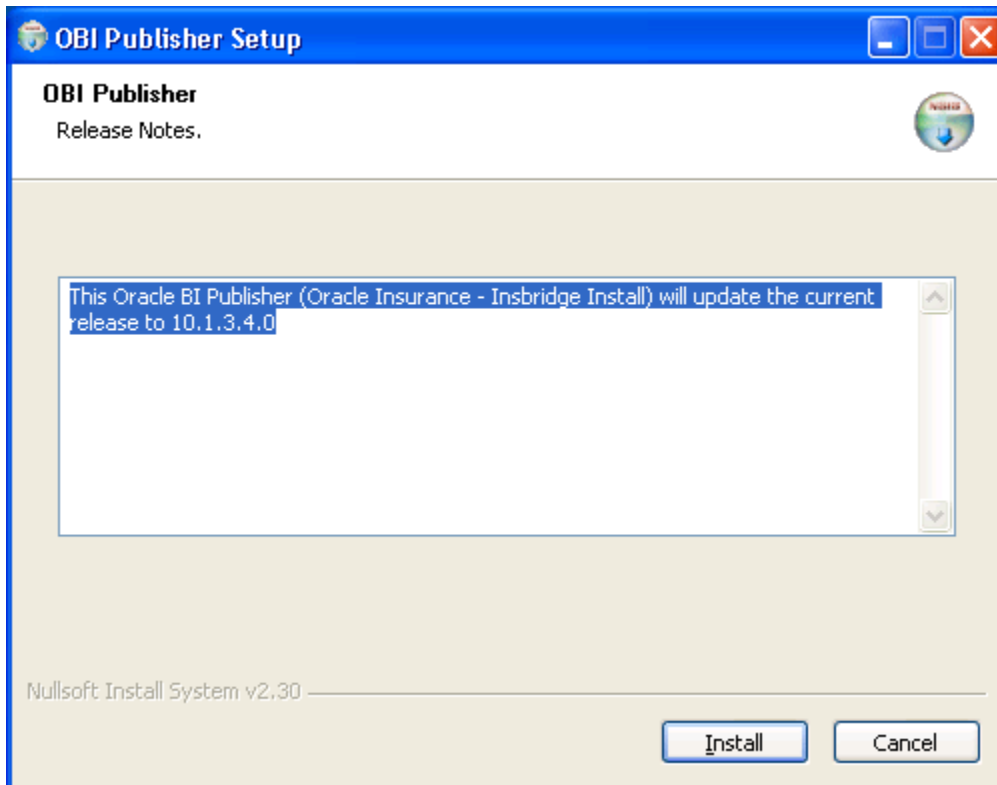 OBI Publisher Setup
OBI Publisher
Release Notes.
NSIS
This Oracle BI Publisher (Oracle Insurance - Insbridge Install) will update the current
release to 10.1.3.4.0
Nullsoft Install System v2.30
Install
Cancel